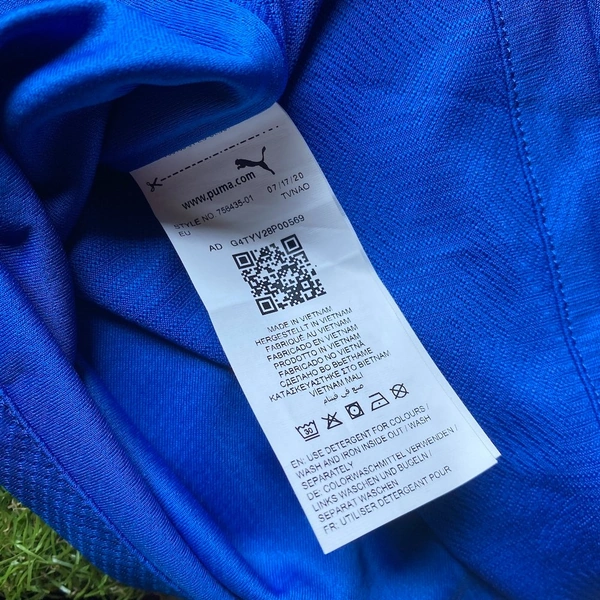 www.puma.com
STYLE NO 758435-01 07/17/20
EU TVNAO
AD G4TYV28P00569
MADE IN VIETNAM
HERGESTELLT IN VIETNAM
FABRIQUÉ AU VIETNAM
FABRICADO EN VIETNAM
PRODOTTO IN VIETNAM
FABRICADO NO VIETNÃ
СДЕЛАНО ВО ВЬЕТНАМЕ
ΚΑΤΑΣΚΕΥΑΣΤΗΚΕ ΣΤΟ ΒΙΕΤΝΑΜ
VIETNAM MALI
صنع في فيتنام
30
EN: USE DETERGENT FOR COLOURS /
WASH AND IRON INSIDE OUT / WASH
SEPARATELY
DE: COLORWASCHMITTEL VERWENDEN /
LINKS WASCHEN UND BÜGELN /
SEPARAT WASCHEN
FR: UTILISER DETERGEANT POUR